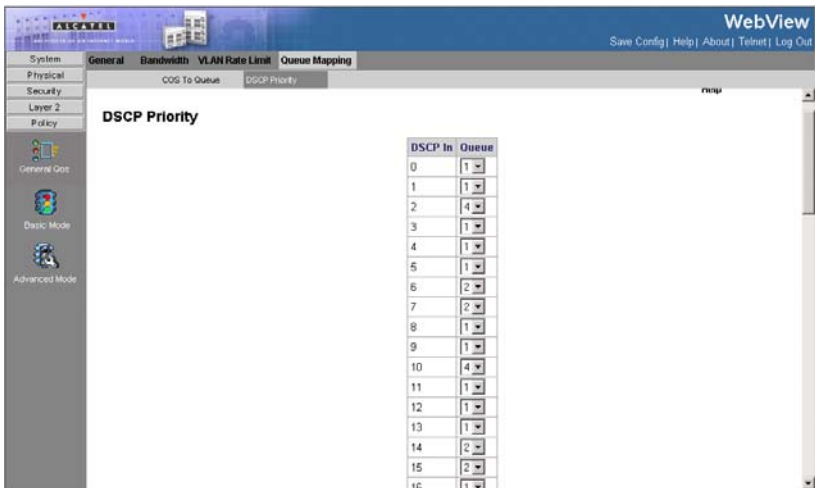 ALCATEL
WebView
Save Config| Help| About| Telnet| Log Out
System
Physical
Security
Layer 2
Policy
General Qos
Basic Mode
Advanced Mode
General Bandwidth VLAN Rate Limit Queue Mapping
COS To Queue DSCP Priority
Help
DSCP Priority
DSCP In Queue
0 1
1 1
2 4
3 1
4 1
5 1
6 2
7 2
8 1
9 1
10 4
11 1
12 1
13 1
14 2
15 2
16 1